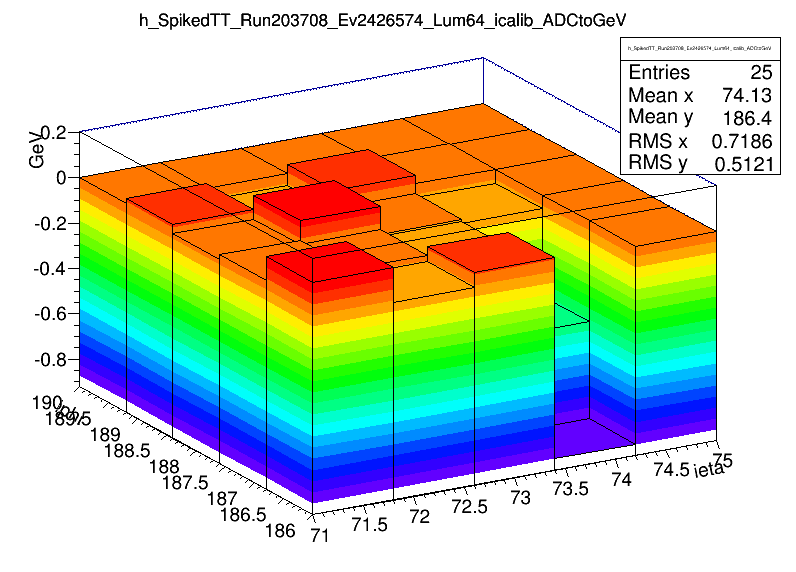 h_SpikedTT_Run203708_Ev2426574_Lum64_icalib_ADCtoGeV
h_SpikedTT_Run203708_Ev2426574_Lum64_icalib_ADCtoGeV
Entries 25
Mean x 74.13
Mean y 186.4
RMS x 0.7186
RMS y 0.5121
GeV
0.2
0
-0.2
-0.4
-0.6
-0.8
190
189.5
189
188.5
188
187.5
187
186.5
186
iphi
71
71.5
72
72.5
73
73.5
74
74.5
75
ieta